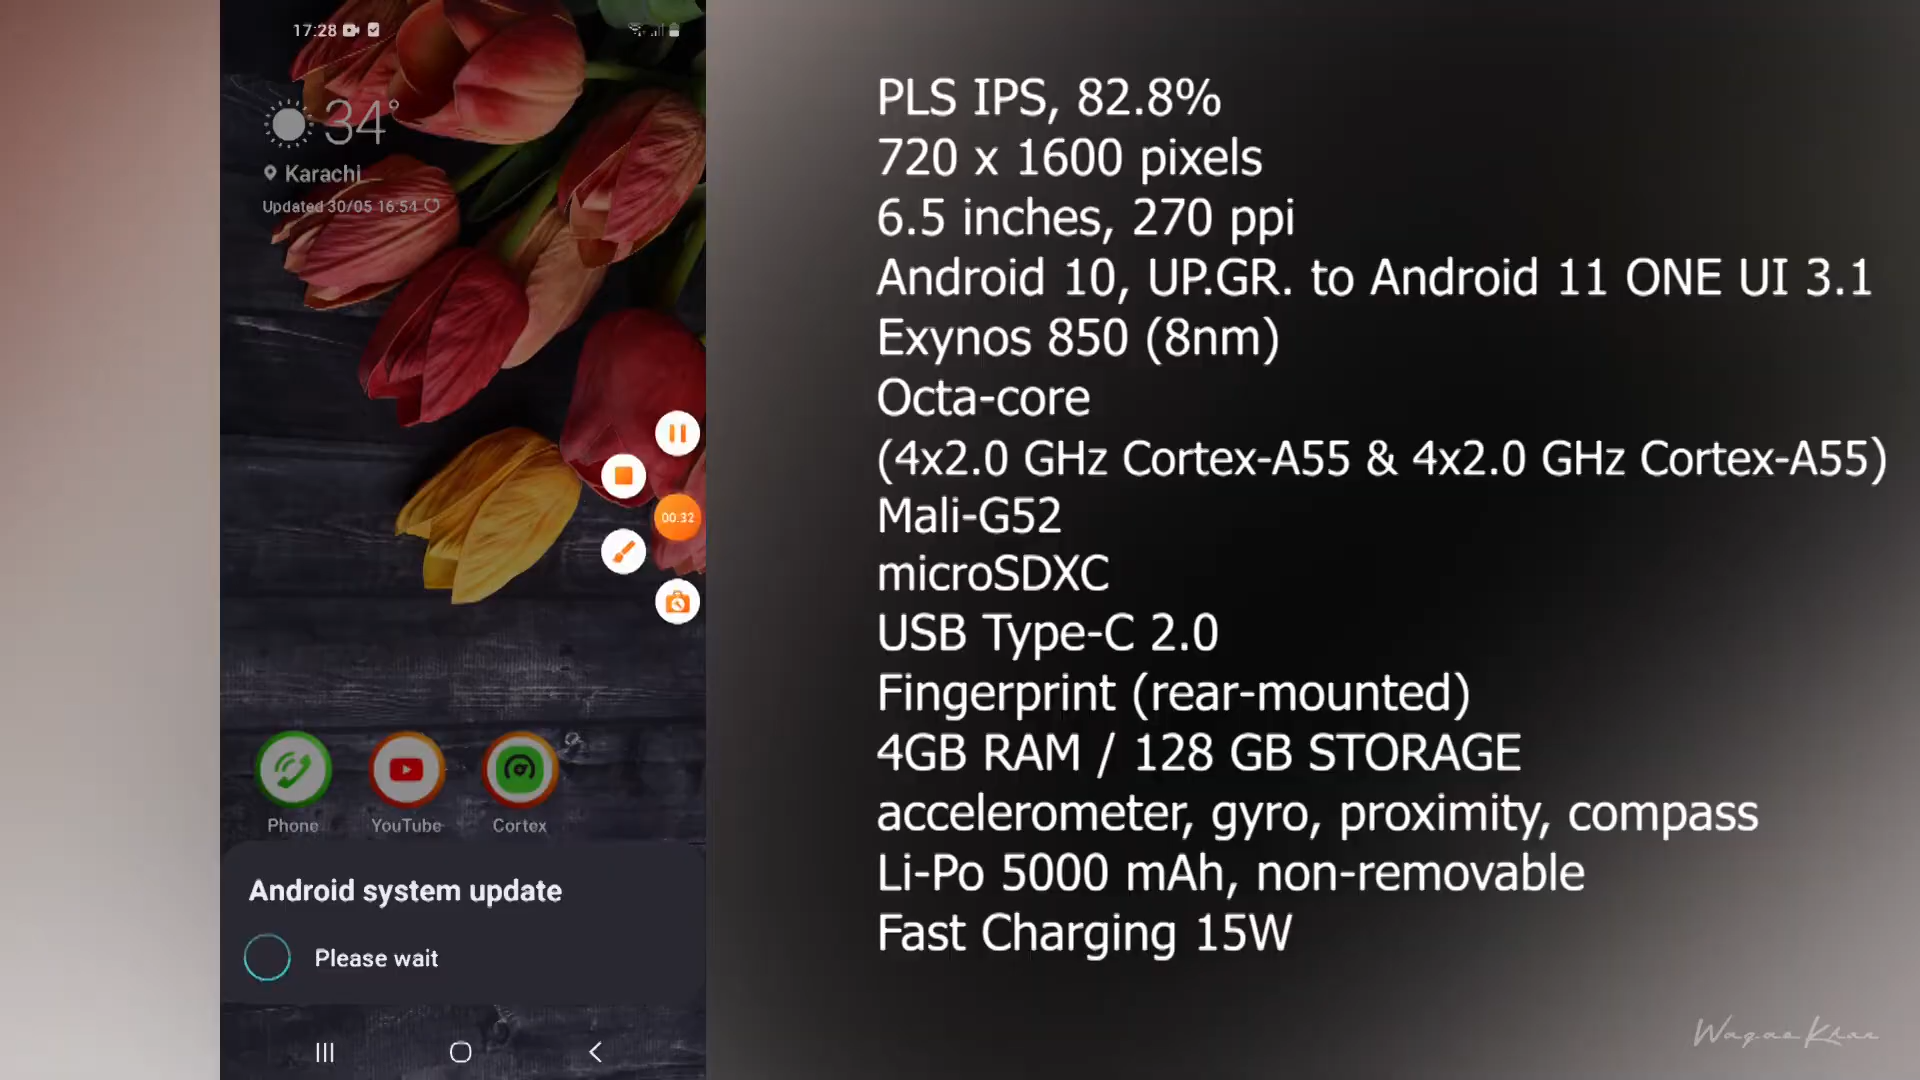 17:28
34°
Karachi
Updated 30/05 16:54
00:32
Phone
YouTube
Cortex
Android system update
Please wait
PLS IPS, 82.8%
720 x 1600 pixels
6.5 inches, 270 ppi
Android 10, UP.GR. to Android 11 ONE UI 3.1
Exynos 850 (8nm)
Octa-core
(4x2.0 GHz Cortex-A55 & 4x2.0 GHz Cortex-A55)
Mali-G52
microSDXC
USB Type-C 2.0
Fingerprint (rear-mounted)
4GB RAM / 128 GB STORAGE
accelerometer, gyro, proximity, compass
Li-Po 5000 mAh, non-removable
Fast Charging 15W